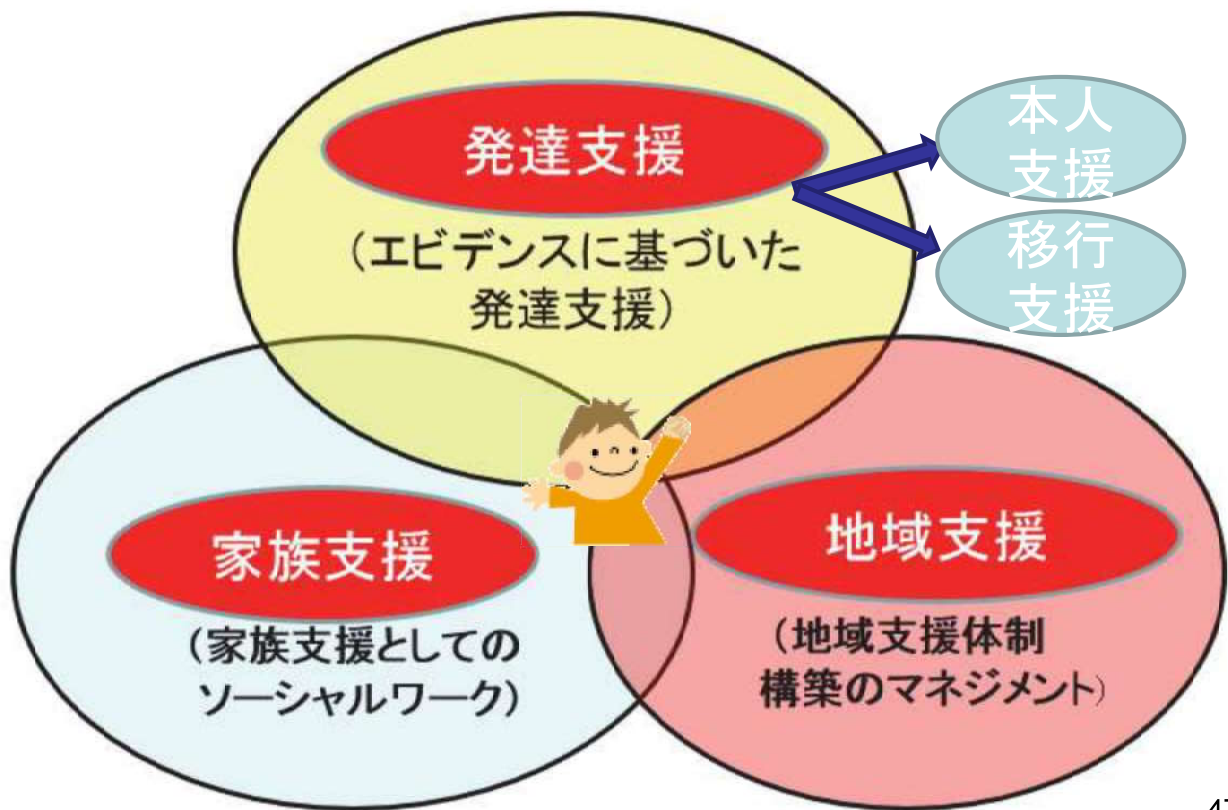 発達支援
(エビデンスに基づいた
発達支援)
本人
支援
移行
支援
家族支援
(家族支援としての
ソーシャルワーク)
地域支援
(地域支援体制
構築のマネジメント)